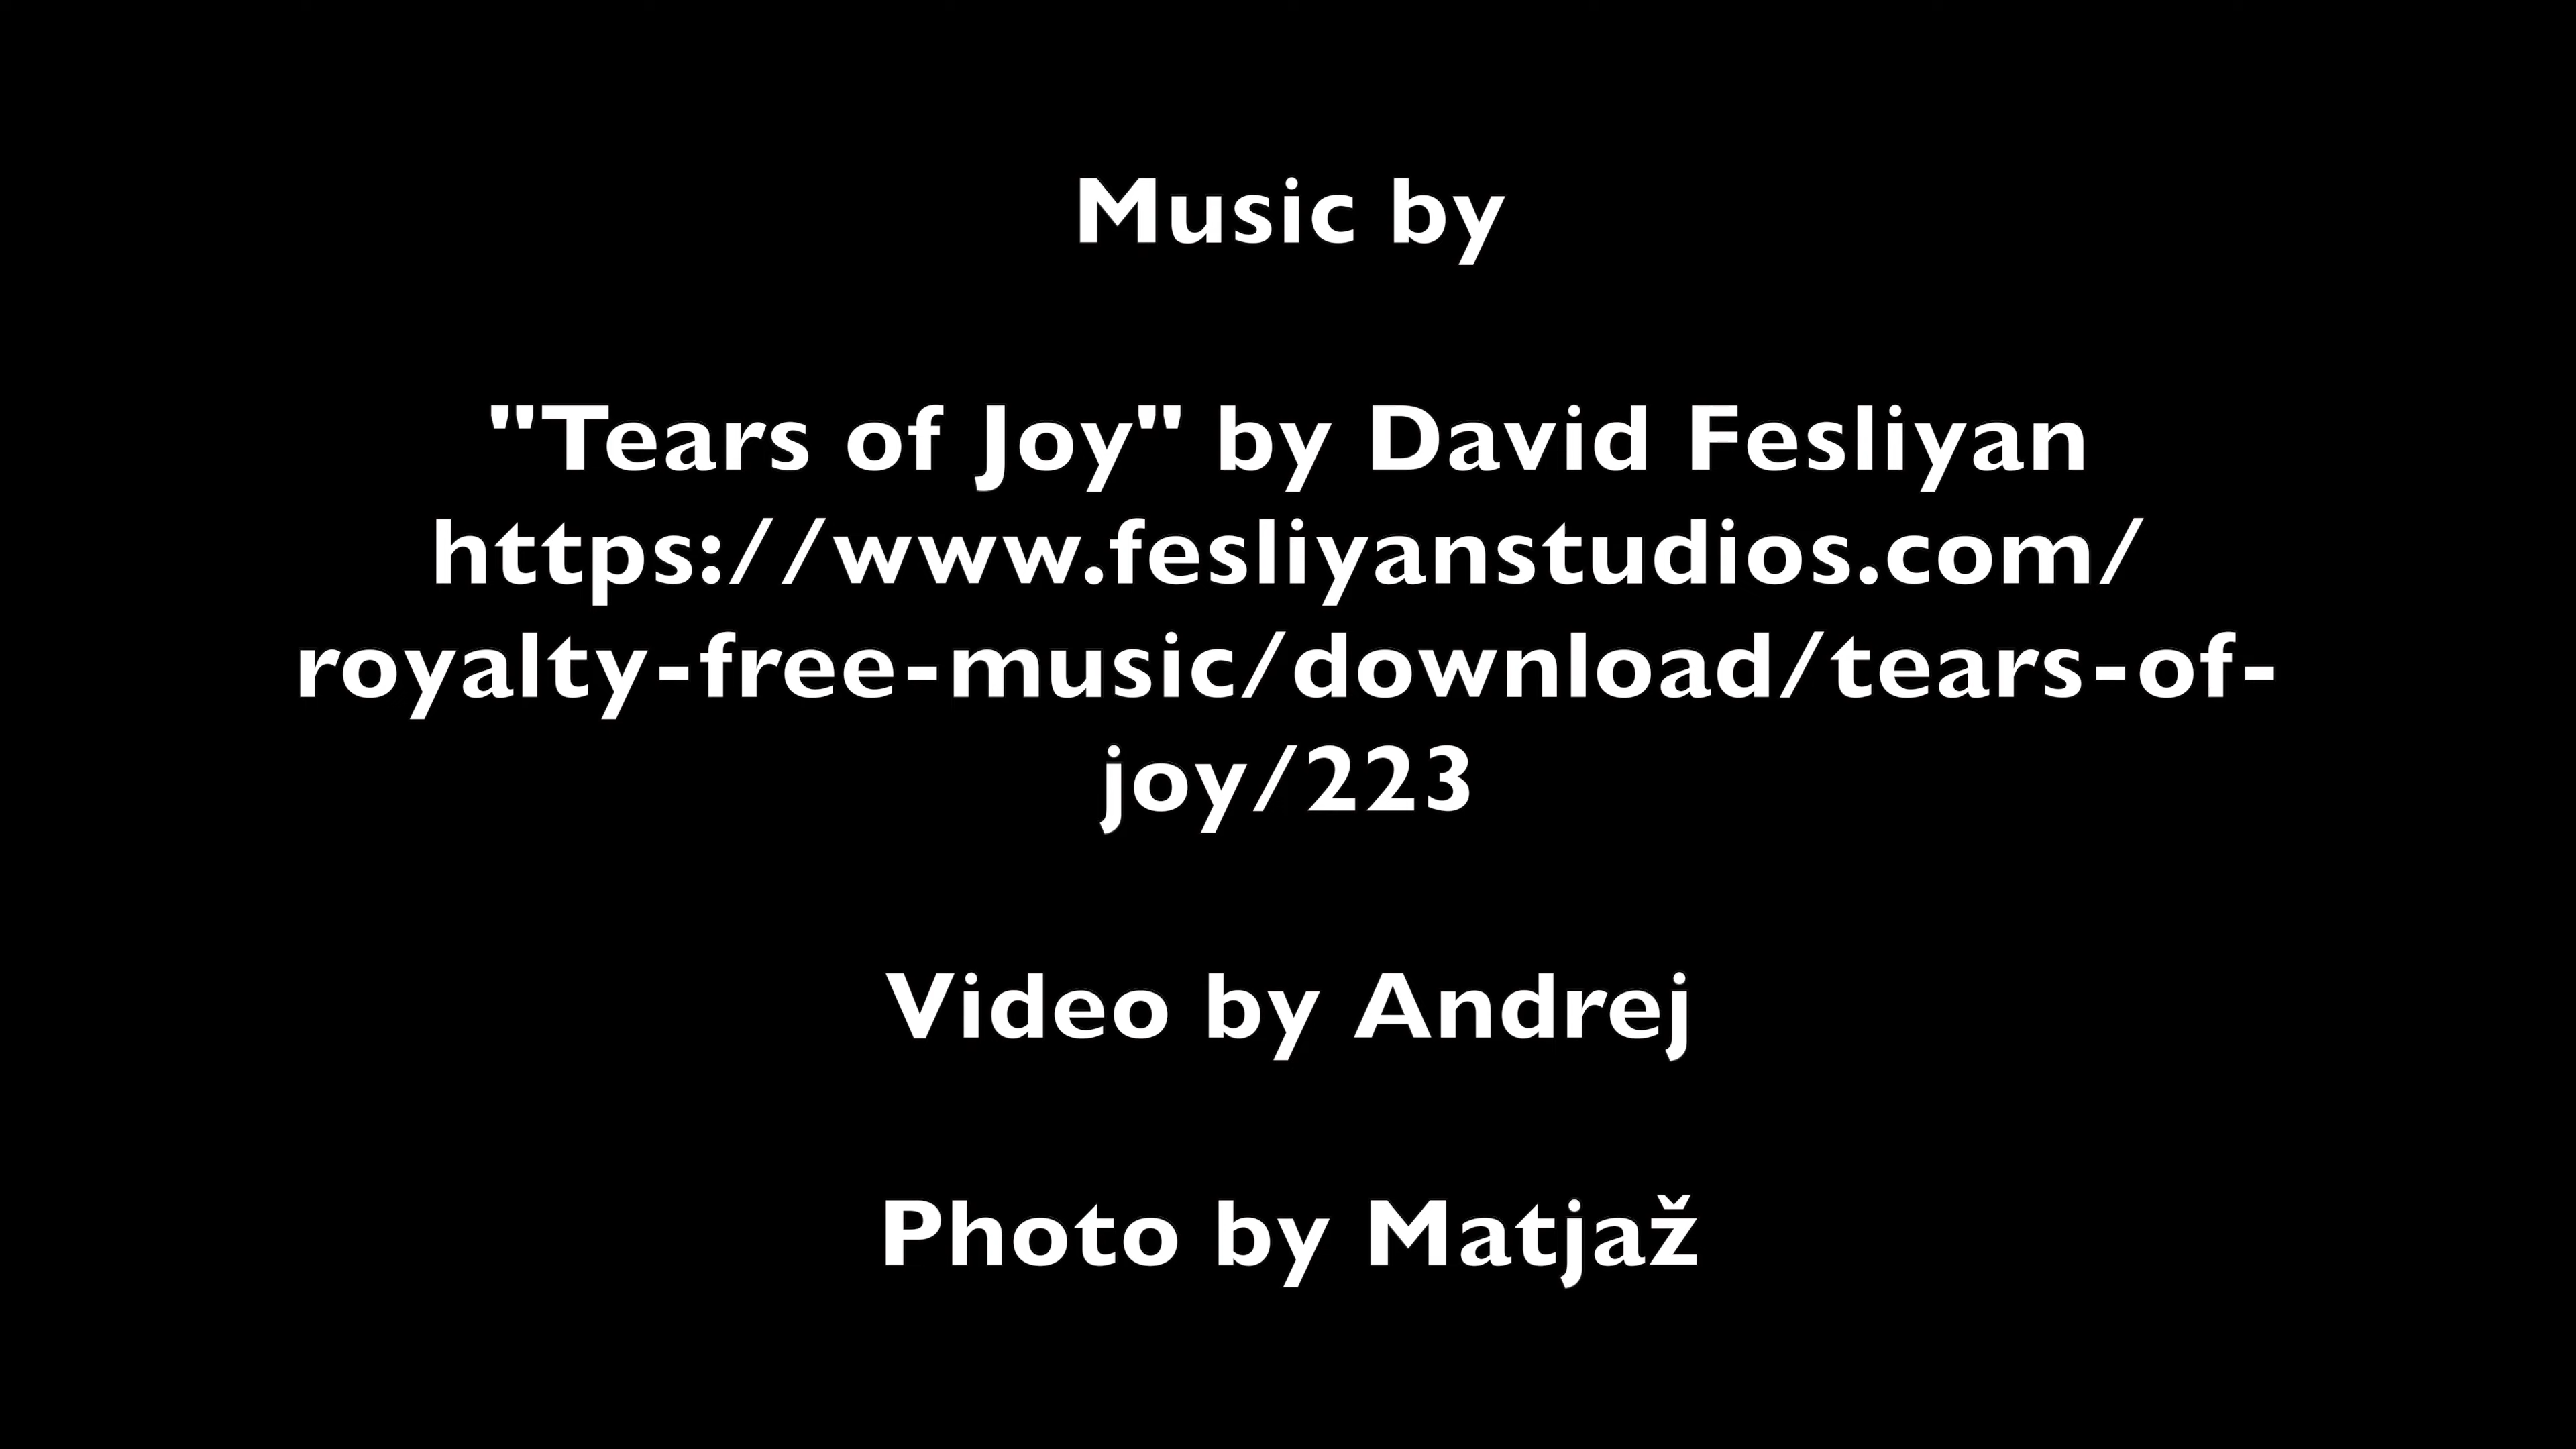 Music by
"Tears of Joy" by David Fesliyan
https://www.fesliyanstudios.com/
royalty-free-music/download/tears-of-
joy/223
Video by Andrej
Photo by Matjaž